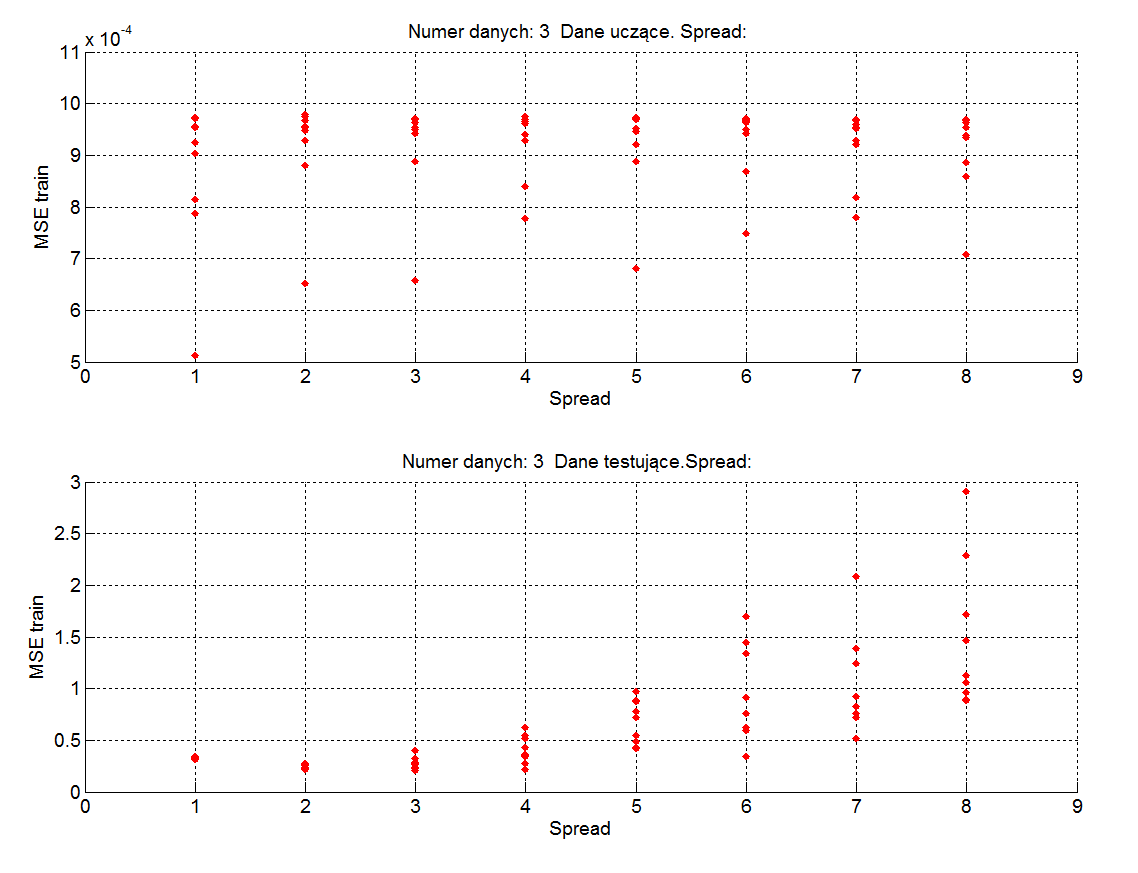 Numer danych: 3  Dane uczące. Spread:
x 10-4
11
10
9
8
7
6
5
MSE train
0 1 2 3 4 5 6 7 8 9
Spread
Numer danych: 3  Dane testujące.Spread:
3
2.5
2
1.5
1
0.5
0
MSE train
0 1 2 3 4 5 6 7 8 9
Spread